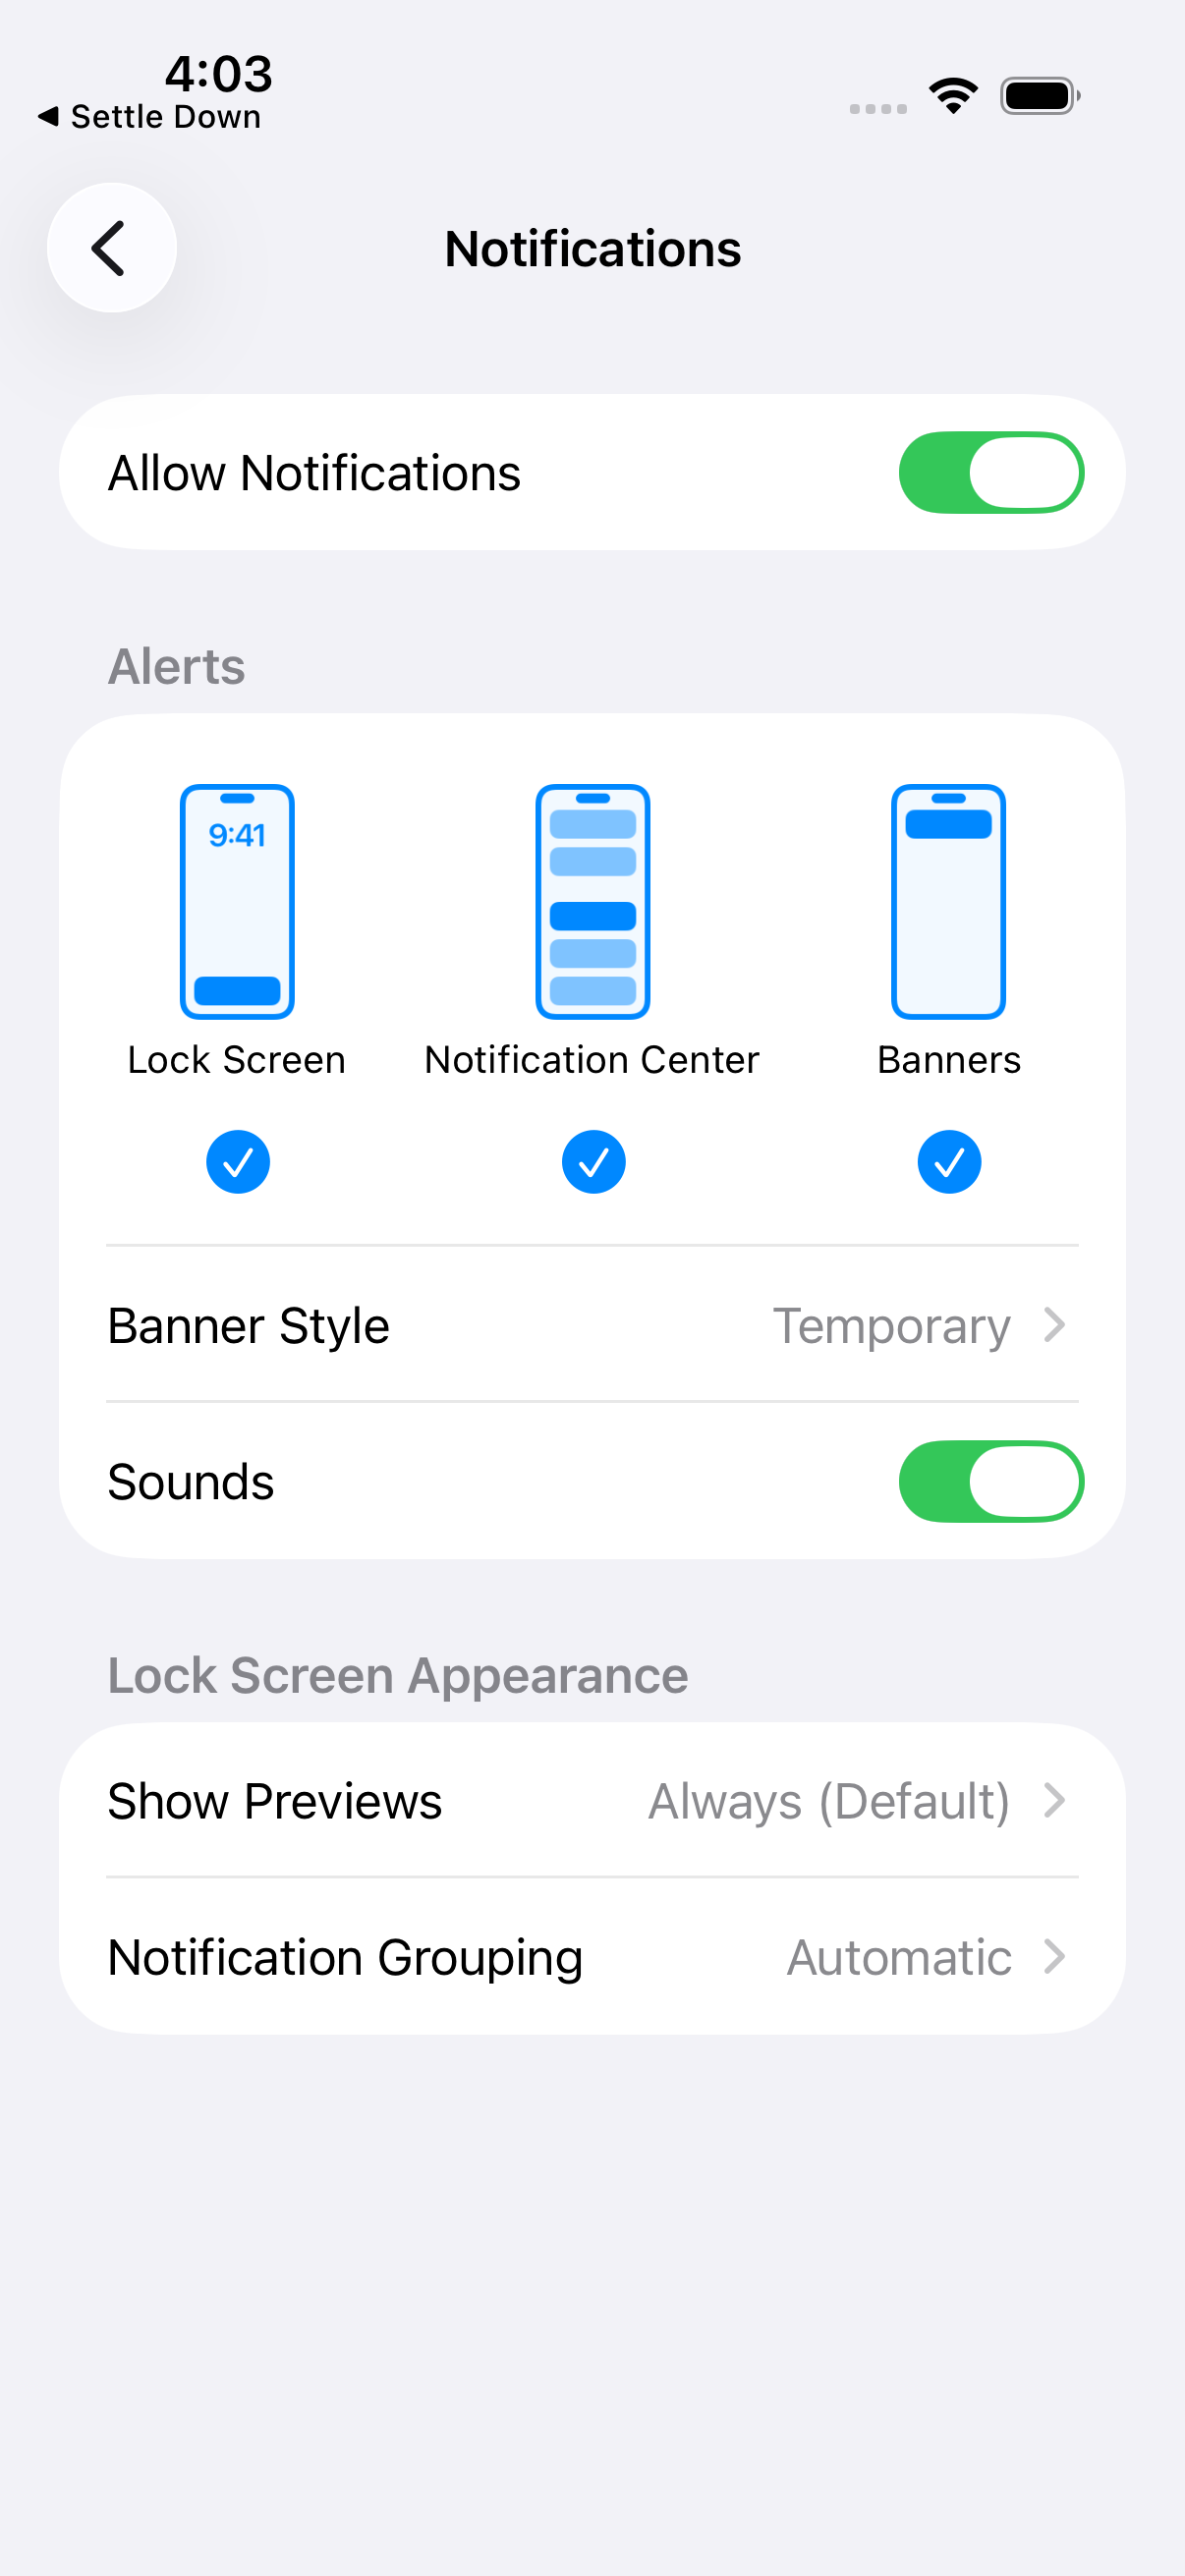 4:03
◀ Settle Down
Notifications
Allow Notifications
Alerts
9:41
Lock Screen Notification Center Banners
Banner Style Temporary
Sounds
Lock Screen Appearance
Show Previews Always (Default)
Notification Grouping Automatic